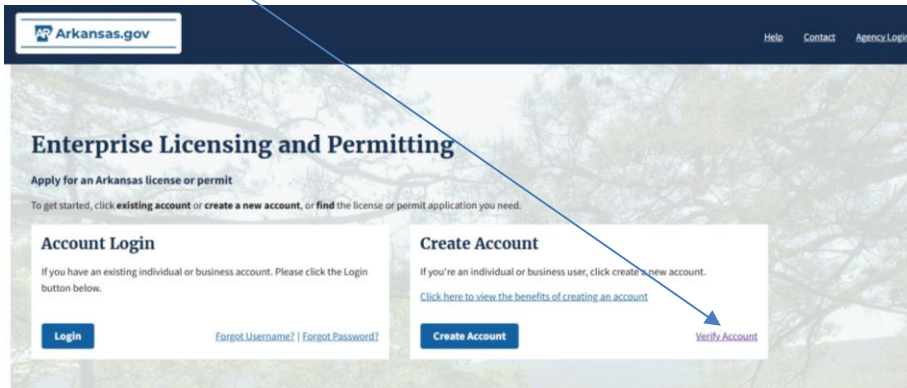 AR Arkansas.gov
Help Contact Agency Login
Enterprise Licensing and Permitting
Apply for an Arkansas license or permit
To get started, click existing account or create a new account, or find the license or permit application you need.
Account Login
If you have an existing individual or business account. Please click the Login
button below.
Login Forgot Username? | Forgot Password?
Create Account
If you're an individual or business user, click create a new account.
Click here to view the benefits of creating an account
Create Account Verify Account